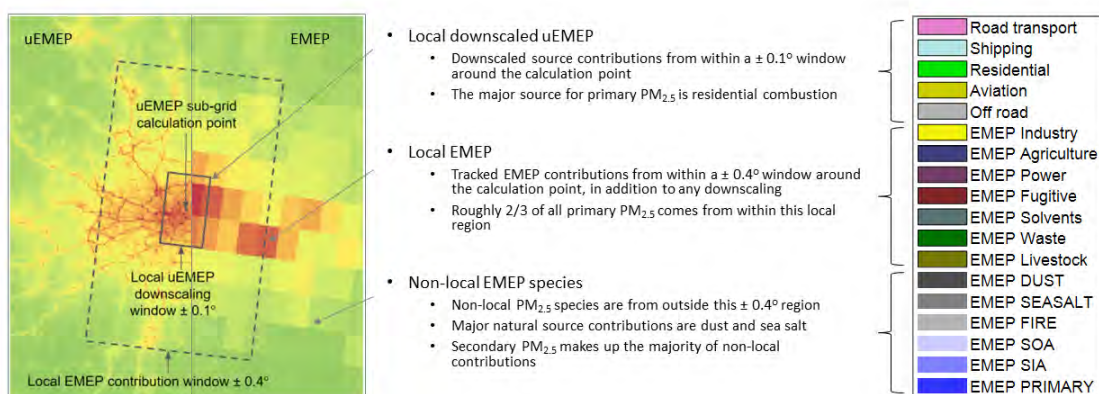 uEMEP
EMEP
uEMEP sub-grid
calculation point
Local uEMEP
downscaling
window ± 0.1°
Local EMEP contribution window ± 0.4°
• Local downscaled uEMEP
• Downscaled source contributions from within a ± 0.1° window
around the calculation point
• The major source for primary PM2.5 is residential combustion
• Local EMEP
• Tracked EMEP contributions from within a ± 0.4° window around
the calculation point, in addition to any downscaling
• Roughly 2/3 of all primary PM2.5 comes from within this local
region
• Non-local EMEP species
• Non-local PM2.5 species are from outside this ± 0.4° region
• Major natural source contributions are dust and sea salt
• Secondary PM2.5 makes up the majority of non-local
contributions
Road transport
Shipping
Residential
Aviation
Off road
EMEP Industry
EMEP Agriculture
EMEP Power
EMEP Fugitive
EMEP Solvents
EMEP Waste
EMEP Livestock
EMEP DUST
EMEP SEASALT
EMEP FIRE
EMEP SOA
EMEP SIA
EMEP PRIMARY